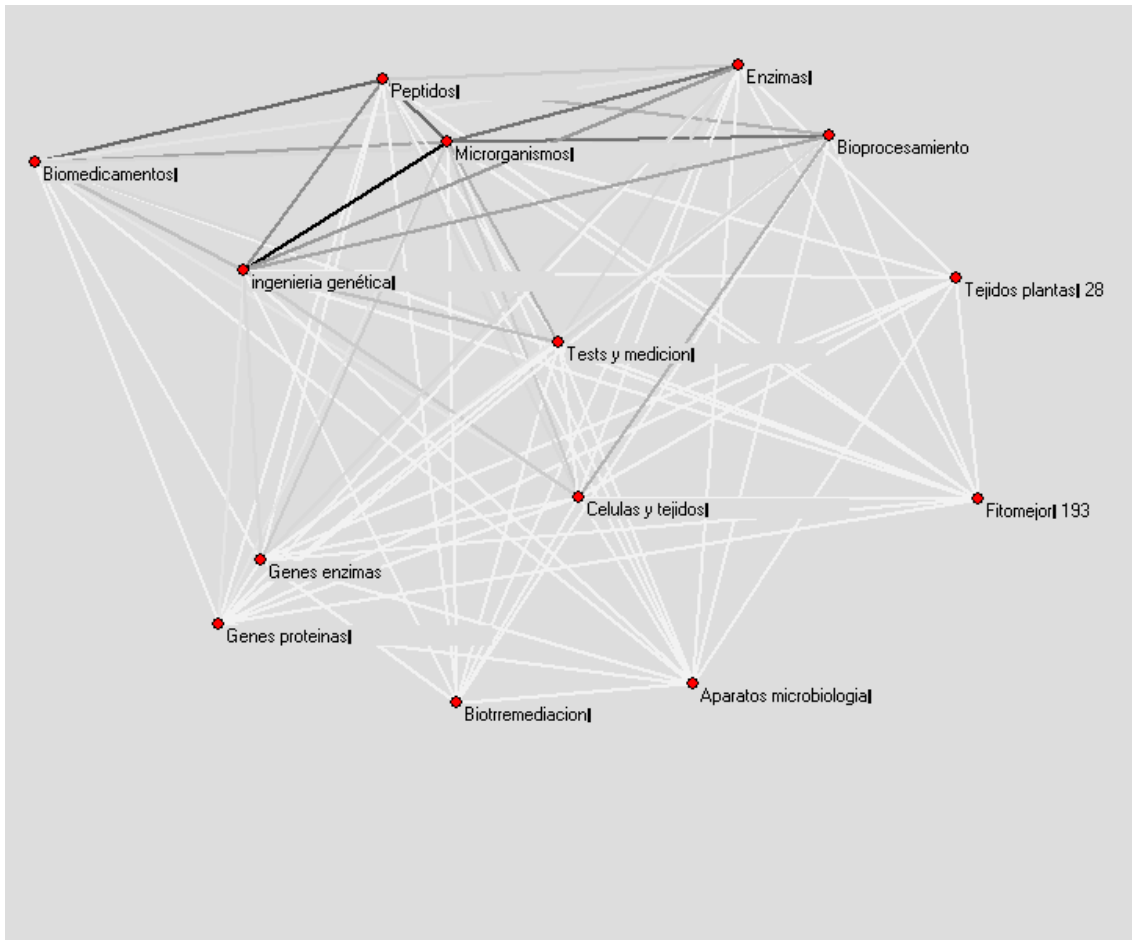 Enzimas
Peptidos
Bioprocesamiento
Microrganismos
Biomedicamentos
ingenieria genética
Tejidos plantas 28
Tests y medicion
Celulas y tejidos
Fitomejor 193
Genes enzimas
Genes proteinas
Aparatos microbiologia
Biotrremediacion